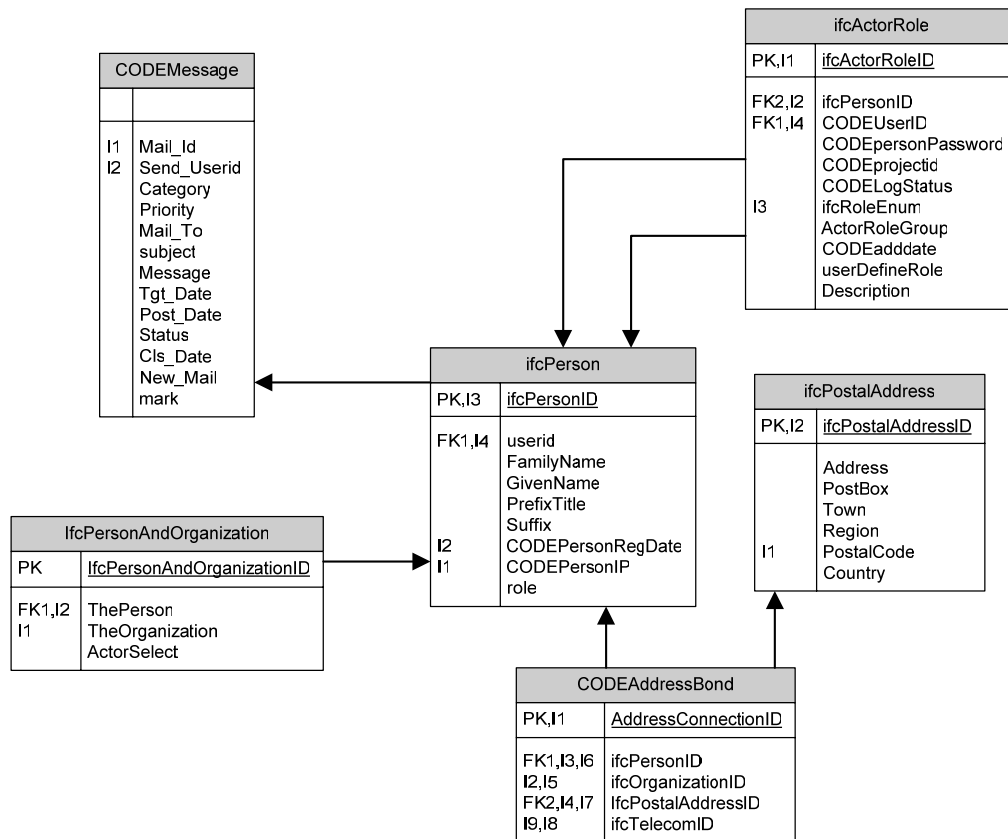 CODEMessage
I1 Mail_Id
I2 Send_Userid
Category
Priority
Mail_To
subject
Message
Tgt_Date
Post_Date
Status
Cls_Date
New_Mail
mark
ifcActorRole
PK,I1 ifcActorRoleID
FK2,I2 ifcPersonID
FK1,I4 CODEUserID
CODEpersonPassword
CODEprojectid
CODELogStatus
I3 ifcRoleEnum
ActorRoleGroup
CODEadddate
userDefineRole
Description
ifcPerson
PK,I3 ifcPersonID
FK1,I4 userid
FamilyName
GivenName
PrefixTitle
Suffix
I2 CODEPersonRegDate
I1 CODEPersonIP
role
ifcPostalAddress
PK,I2 ifcPostalAddressID
Address
PostBox
Town
Region
I1 PostalCode
Country
IfcPersonAndOrganization
PK IfcPersonAndOrganizationID
FK1,I2 ThePerson
I1 TheOrganization
ActorSelect
CODEAddressBond
PK,I1 AddressConnectionID
FK1,I3,I6 ifcPersonID
I2,I5 ifcOrganizationID
FK2,I4,I7 IfcPostalAddressID
I9,I8 ifcTelecomID